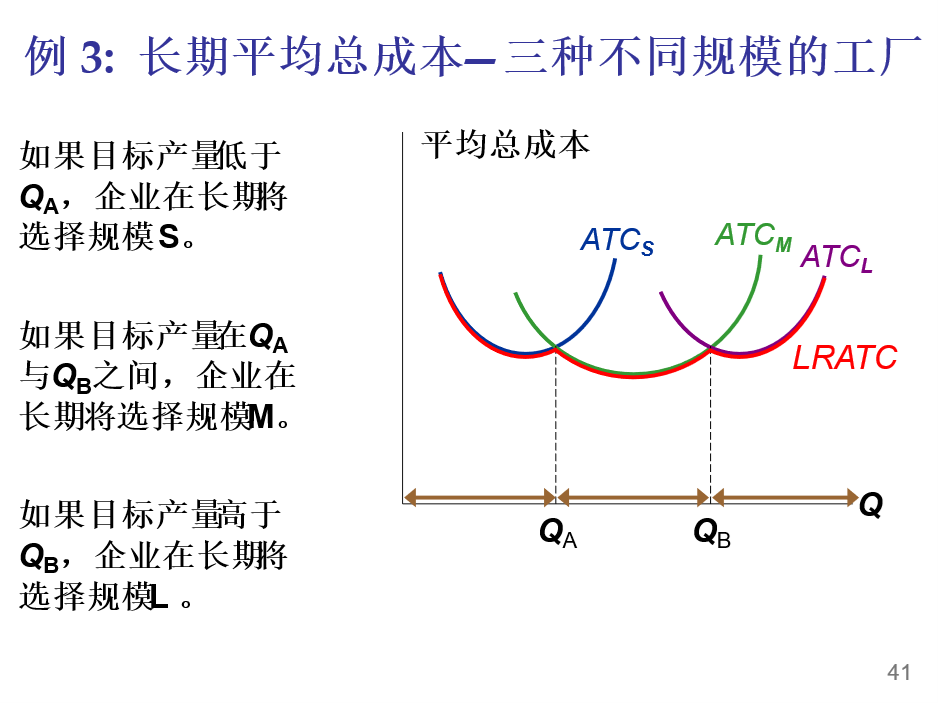 例 3: 长期平均总成本—三种不同规模的工厂
如果目标产量低于
QA，企业在长期将
选择规模S。
如果目标产量在QA
与QB之间，企业在
长期将选择规模M。
如果目标产量高于
QB，企业在长期将
选择规模L 。
平均总成本
ATCS
ATCM
ATCL
LRATC
Q
QA
QB
41